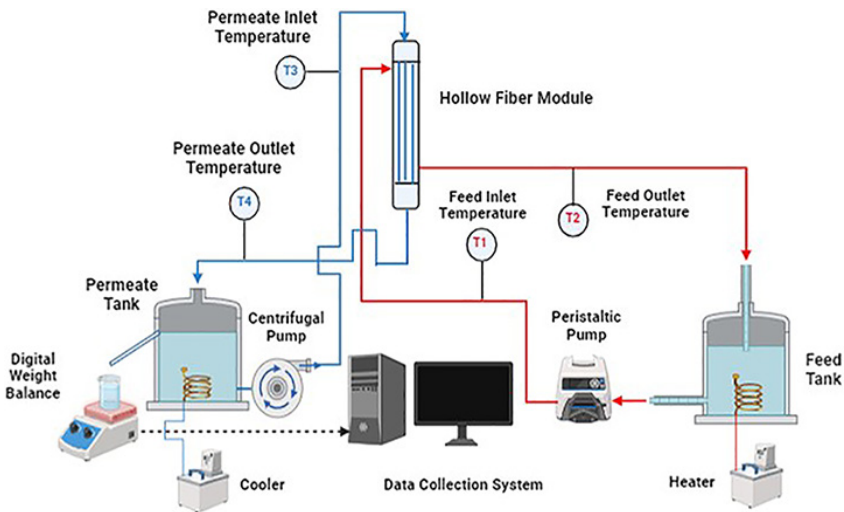 Permeate Inlet
Temperature
T3
Hollow Fiber Module
Permeate Outlet
Temperature
T4
Feed Inlet
Temperature
T1
Feed Outlet
Temperature
T2
Permeate
Tank
Centrifugal
Pump
Peristaltic
Pump
Digital
Weight
Balance
Feed
Tank
Cooler
Data Collection System
Heater